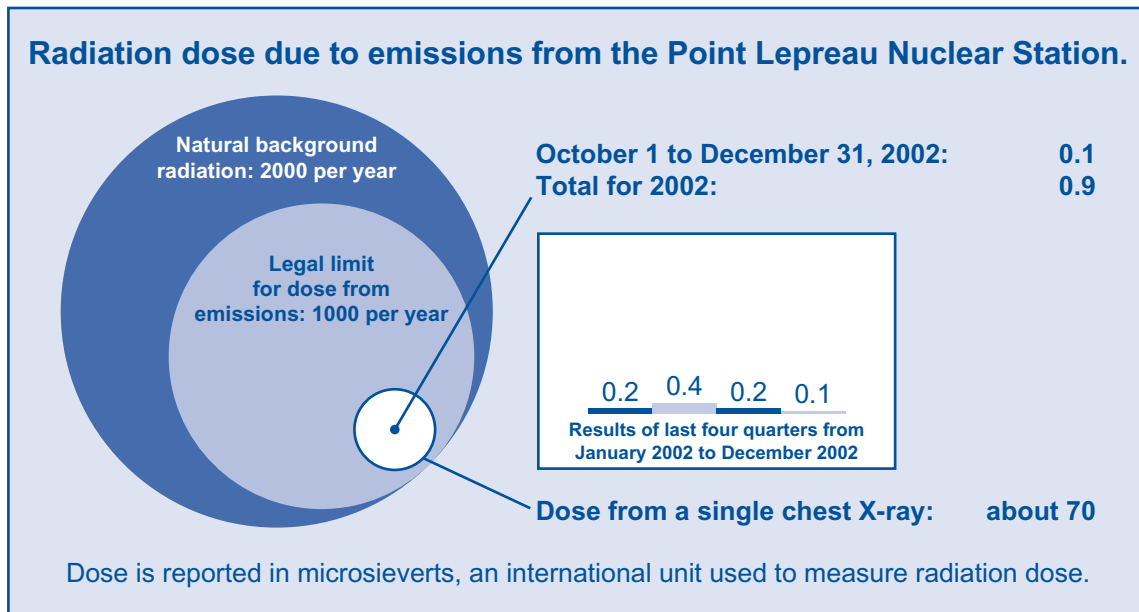 Radiation dose due to emissions from the Point Lepreau Nuclear Station.
Natural background
radiation: 2000 per year
Legal limit
for dose from
emissions: 1000 per year
October 1 to December 31, 2002: 0.1
Total for 2002: 0.9
0.2 0.4 0.2 0.1
Results of last four quarters from
January 2002 to December 2002
Dose from a single chest X-ray: about 70
Dose is reported in microsieverts, an international unit used to measure radiation dose.